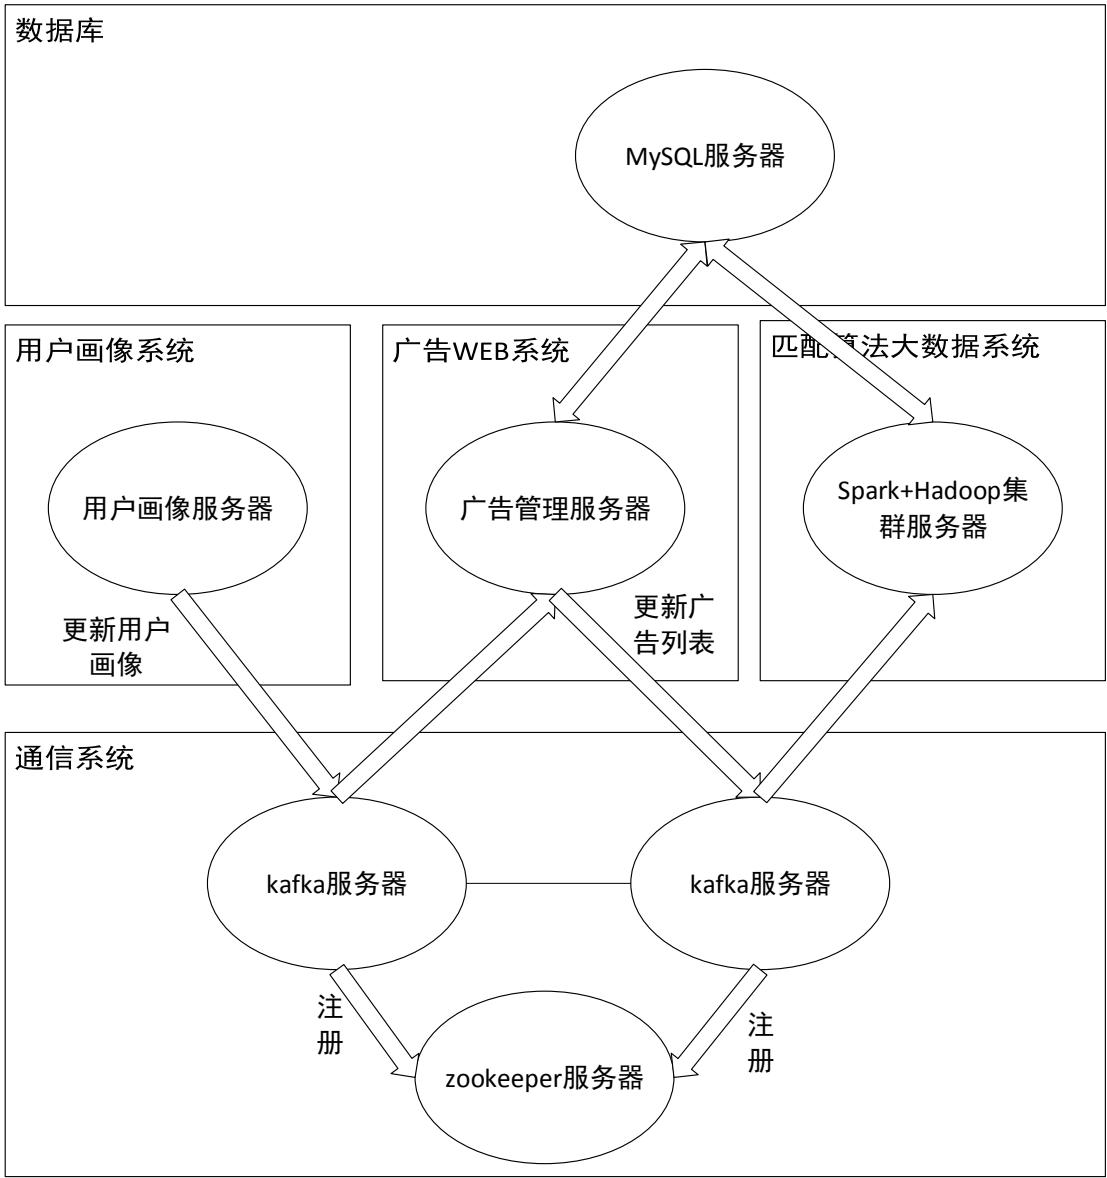 数据库
MySQL服务器
用户画像系统
广告WEB系统
匹配算法大数据系统
用户画像服务器
广告管理服务器
Spark+Hadoop集
群服务器
更新用户
画像
更新广
告列表
通信系统
kafka服务器
kafka服务器
注
册
注
册
zookeeper服务器